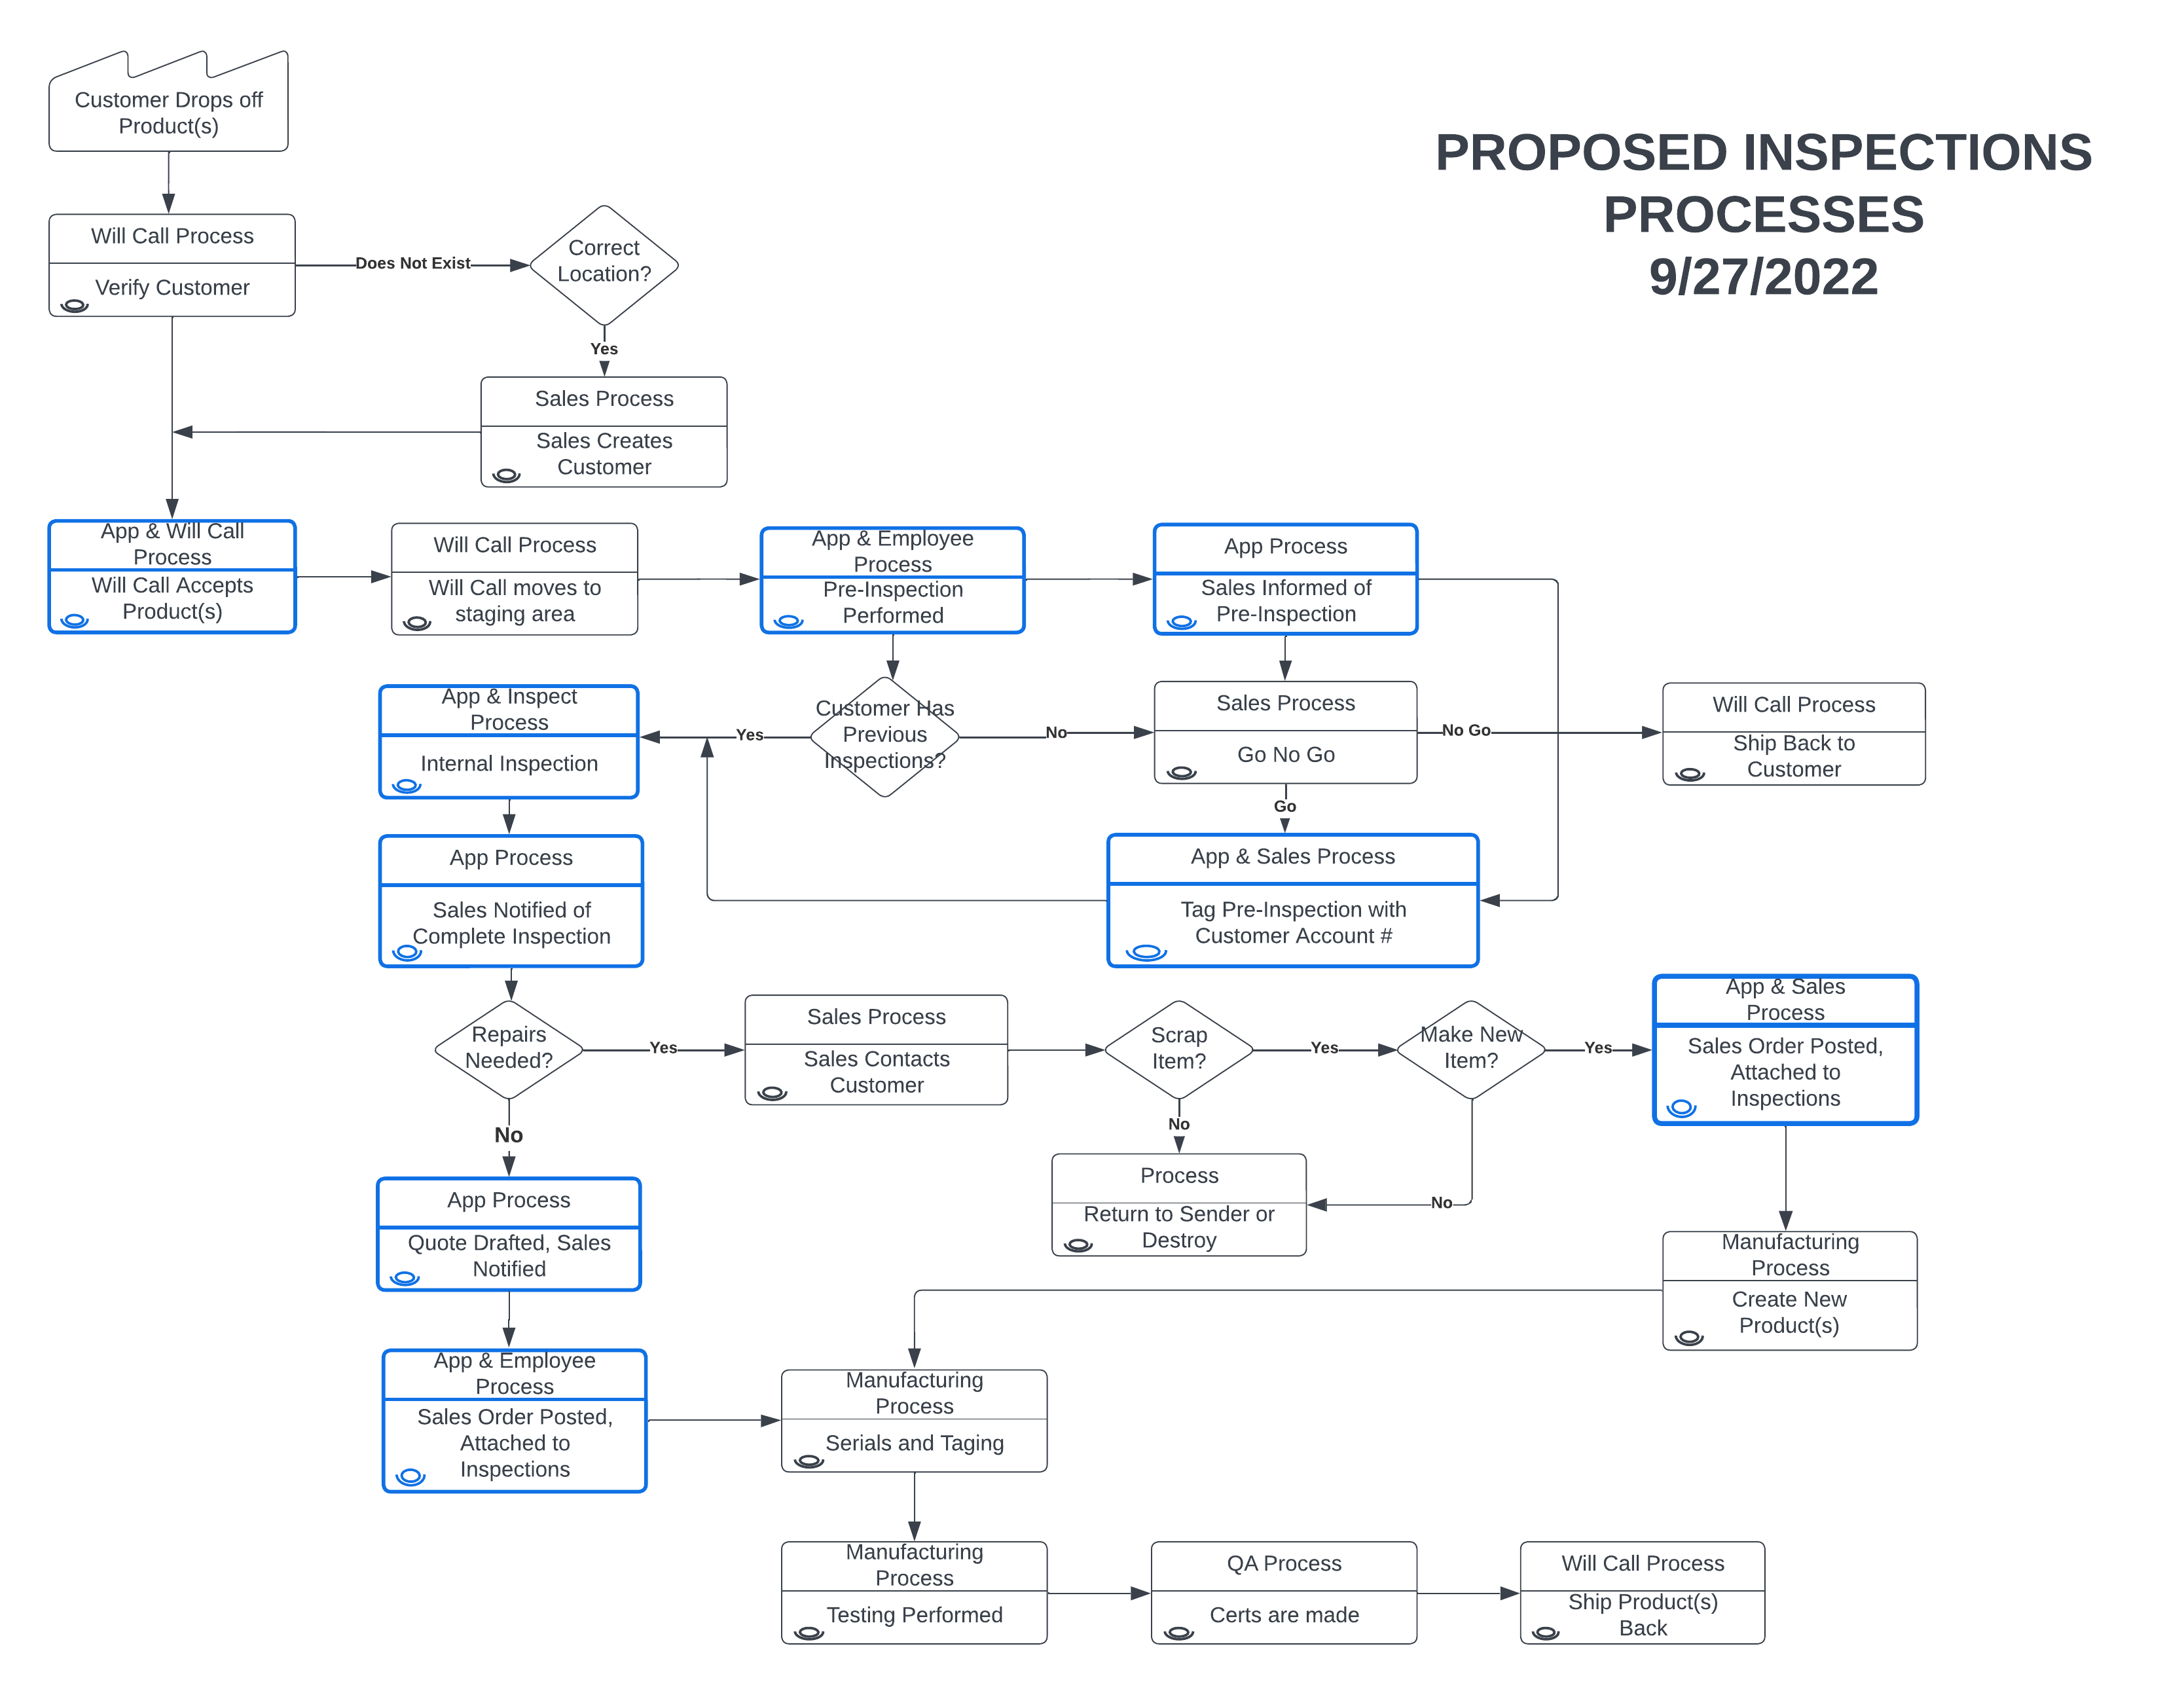 Customer Drops off
Product(s)
PROPOSED INSPECTIONS
PROCESSES
9/27/2022
Will Call Process
Verify Customer
Does Not Exist
Correct
Location?
Yes
Sales Process
Sales Creates
Customer
App & Will Call
Process
Will Call Accepts
Product(s)
Will Call Process
Will Call moves to
staging area
App & Employee
Process
Pre-Inspection
Performed
App Process
Sales Informed of
Pre-Inspection
App & Inspect
Process
Internal Inspection
Yes
Customer Has
Previous
Inspections?
No
Sales Process
Go No Go
No Go
Will Call Process
Ship Back to
Customer
Go
App Process
Sales Notified of
Complete Inspection
App & Sales Process
Tag Pre-Inspection with
Customer Account #
Repairs
Needed?
Yes
Sales Process
Sales Contacts
Customer
Scrap
Item?
Yes
Make New
Item?
Yes
App & Sales
Process
Sales Order Posted,
Attached to
Inspections
No
No
Process
Return to Sender or
Destroy
No
App Process
Quote Drafted, Sales
Notified
Manufacturing
Process
Create New
Product(s)
App & Employee
Process
Sales Order Posted,
Attached to
Inspections
Manufacturing
Process
Serials and Taging
Manufacturing
Process
Testing Performed
QA Process
Certs are made
Will Call Process
Ship Product(s)
Back